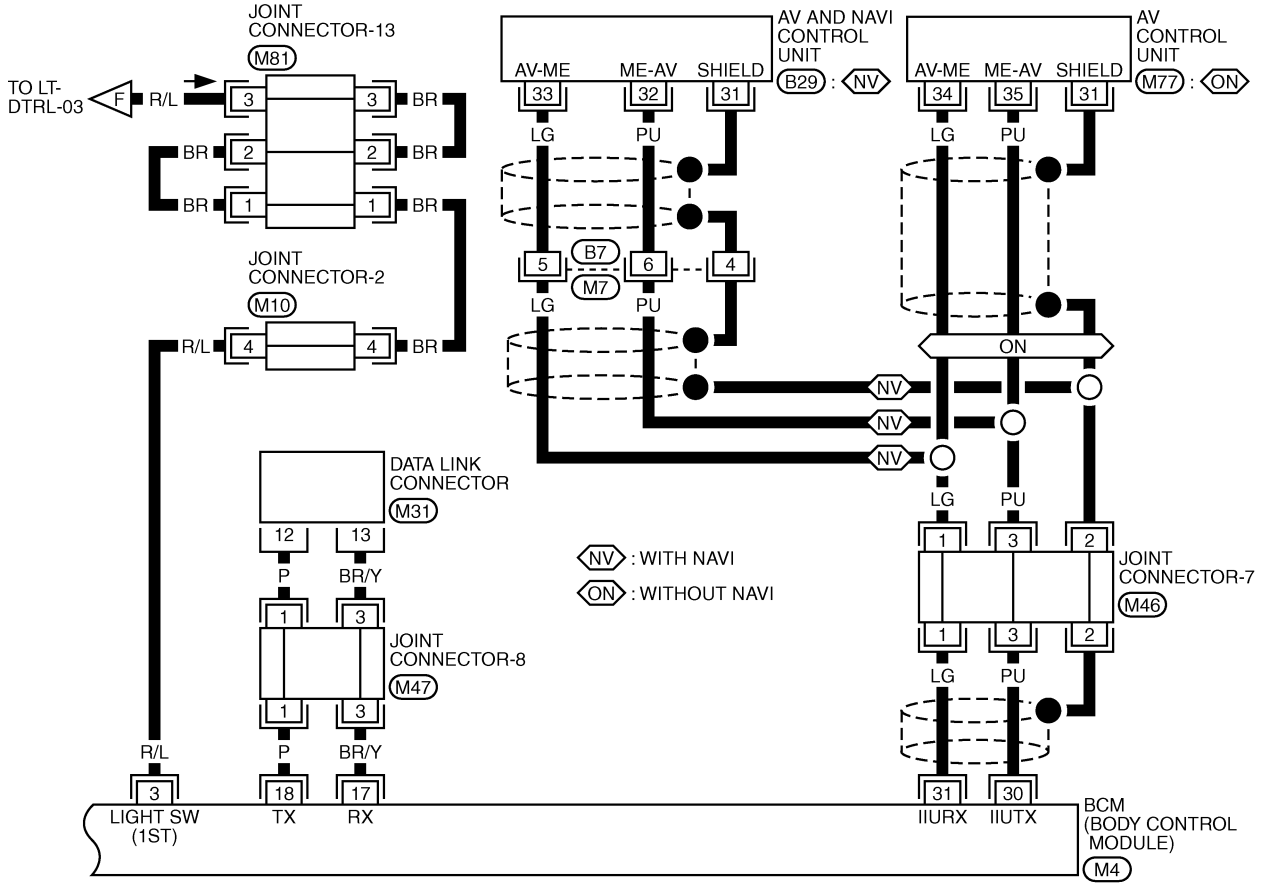 JOINT
CONNECTOR-13
M81
TO LT-
DTRL-03
F
R/L
3
3
BR
BR
2
2
BR
BR
1
1
BR
JOINT
CONNECTOR-2
M10
R/L
4
4
BR
AV AND NAVI
CONTROL
UNIT
B29 : NV
AV-ME
ME-AV
SHIELD
33
32
31
LG
PU
B7
5
6
4
M7
LG
PU
AV
CONTROL
UNIT
M77 : ON
AV-ME
ME-AV
SHIELD
34
35
31
LG
PU
ON
NV
NV
NV
LG
PU
1
3
2
JOINT
CONNECTOR-7
M46
1
3
2
LG
PU
DATA LINK
CONNECTOR
M31
12
13
P
BR/Y
1
3
JOINT
CONNECTOR-8
M47
1
3
P
BR/Y
NV : WITH NAVI
ON : WITHOUT NAVI
R/L
3
18
17
31
30
LIGHT SW
(1ST)
TX
RX
IIURX
IIUTX
BCM
(BODY CONTROL
MODULE)
M4